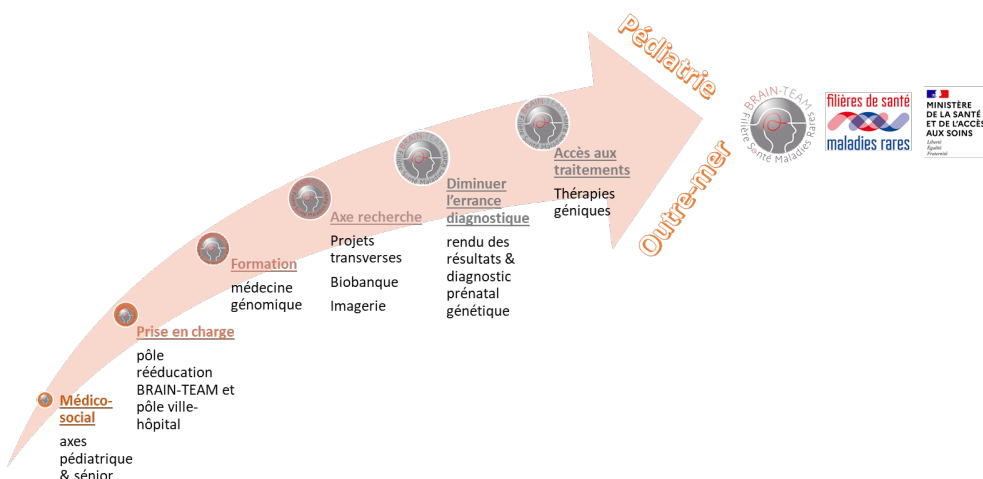 Pédiatrie
Outre-mer
BRAIN-TEAM
Filière Santé Maladies Rares
filières de santé
maladies rares
MINISTÈRE
DE LA SANTÉ
ET DE L'ACCÈS
AUX SOINS
Liberté
Égalité
Fraternité
Accès aux
traitements
Thérapies
géniques
Diminuer
l'errance
diagnostique
rendu des
résultats &
diagnostic
prénatal
génétique
Axe recherche
Projets
transverses
Biobanque
Imagerie
Formation
médecine
génomique
Prise en charge
pôle
rééducation
BRAIN-TEAM et
pôle ville-
hôpital
Médico-
social
axes
pédiatrique
& sénior